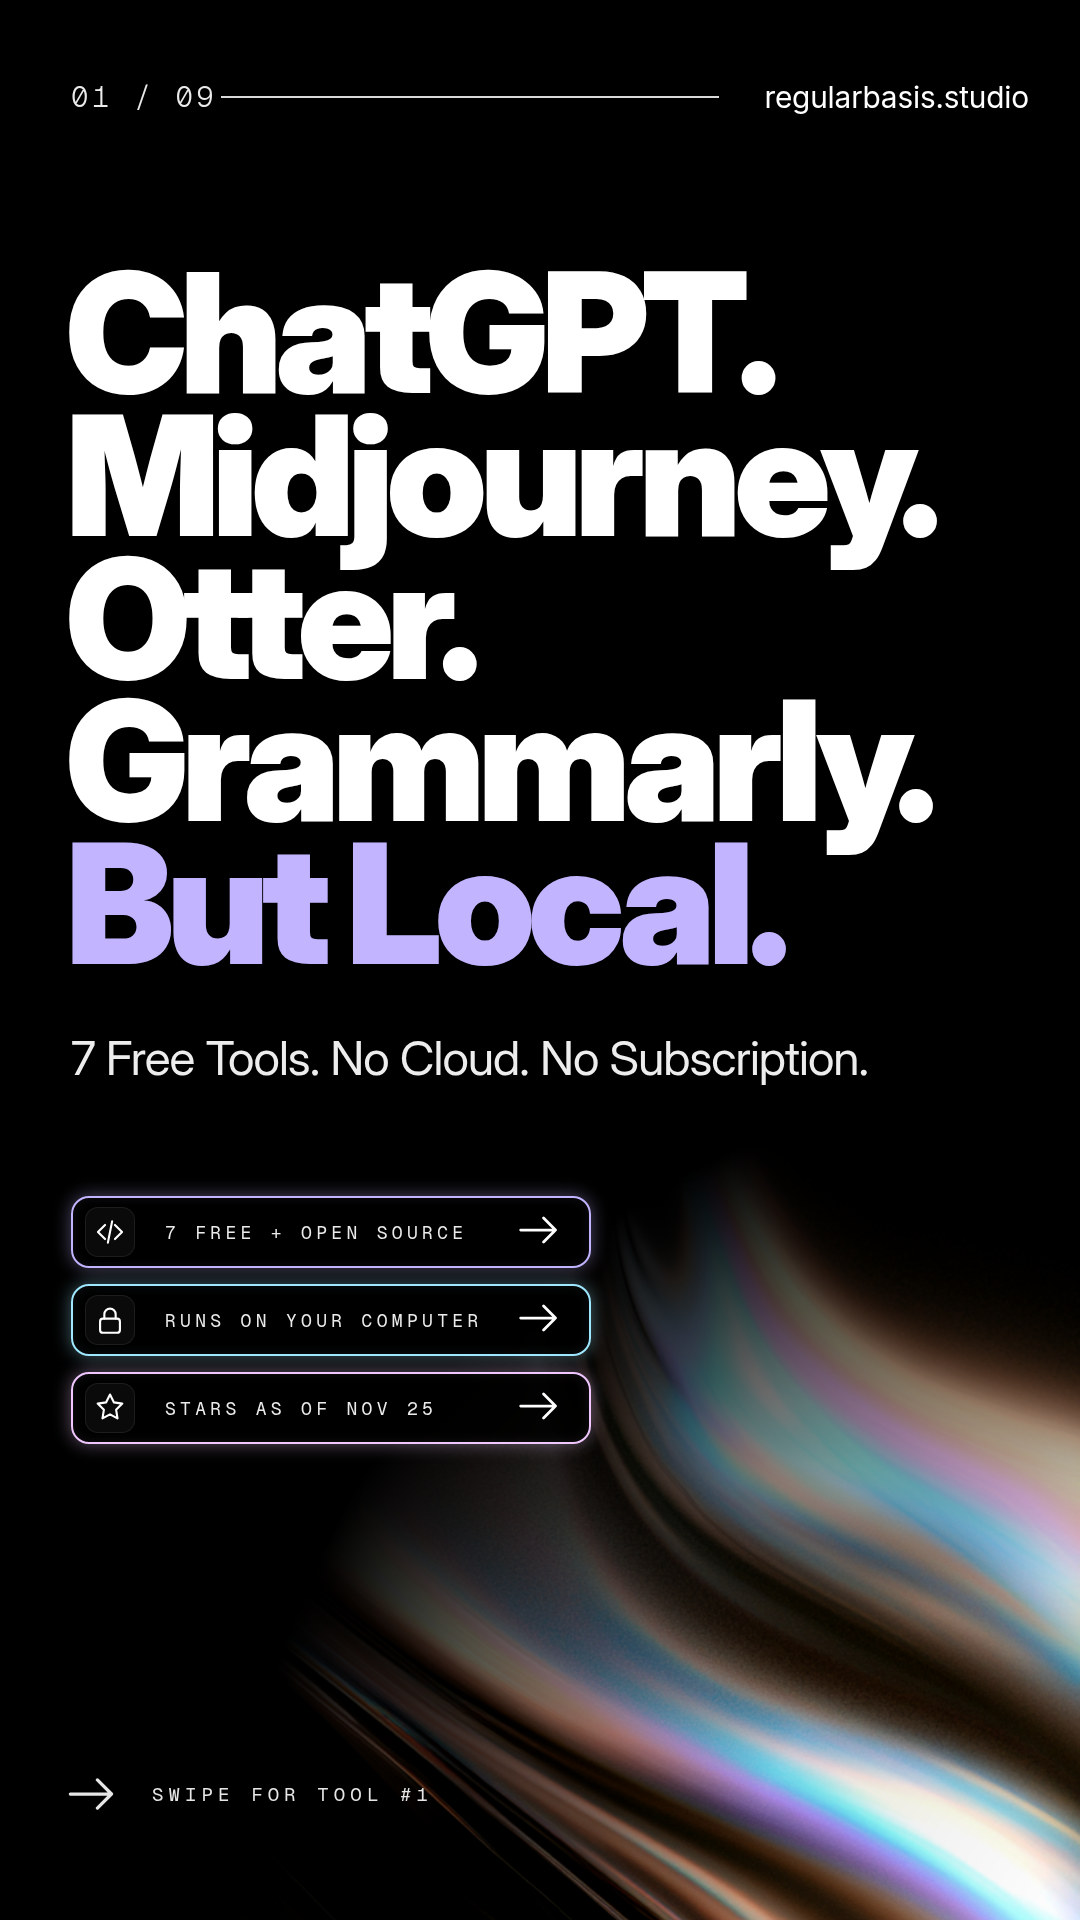 01 / 09
regularbasis.studio
ChatGPT.
Midjourney.
Otter.
Grammarly.
But Local.
7 Free Tools. No Cloud. No Subscription.
7 FREE + OPEN SOURCE
RUNS ON YOUR COMPUTER
STARS AS OF NOV 25
SWIPE FOR TOOL #1